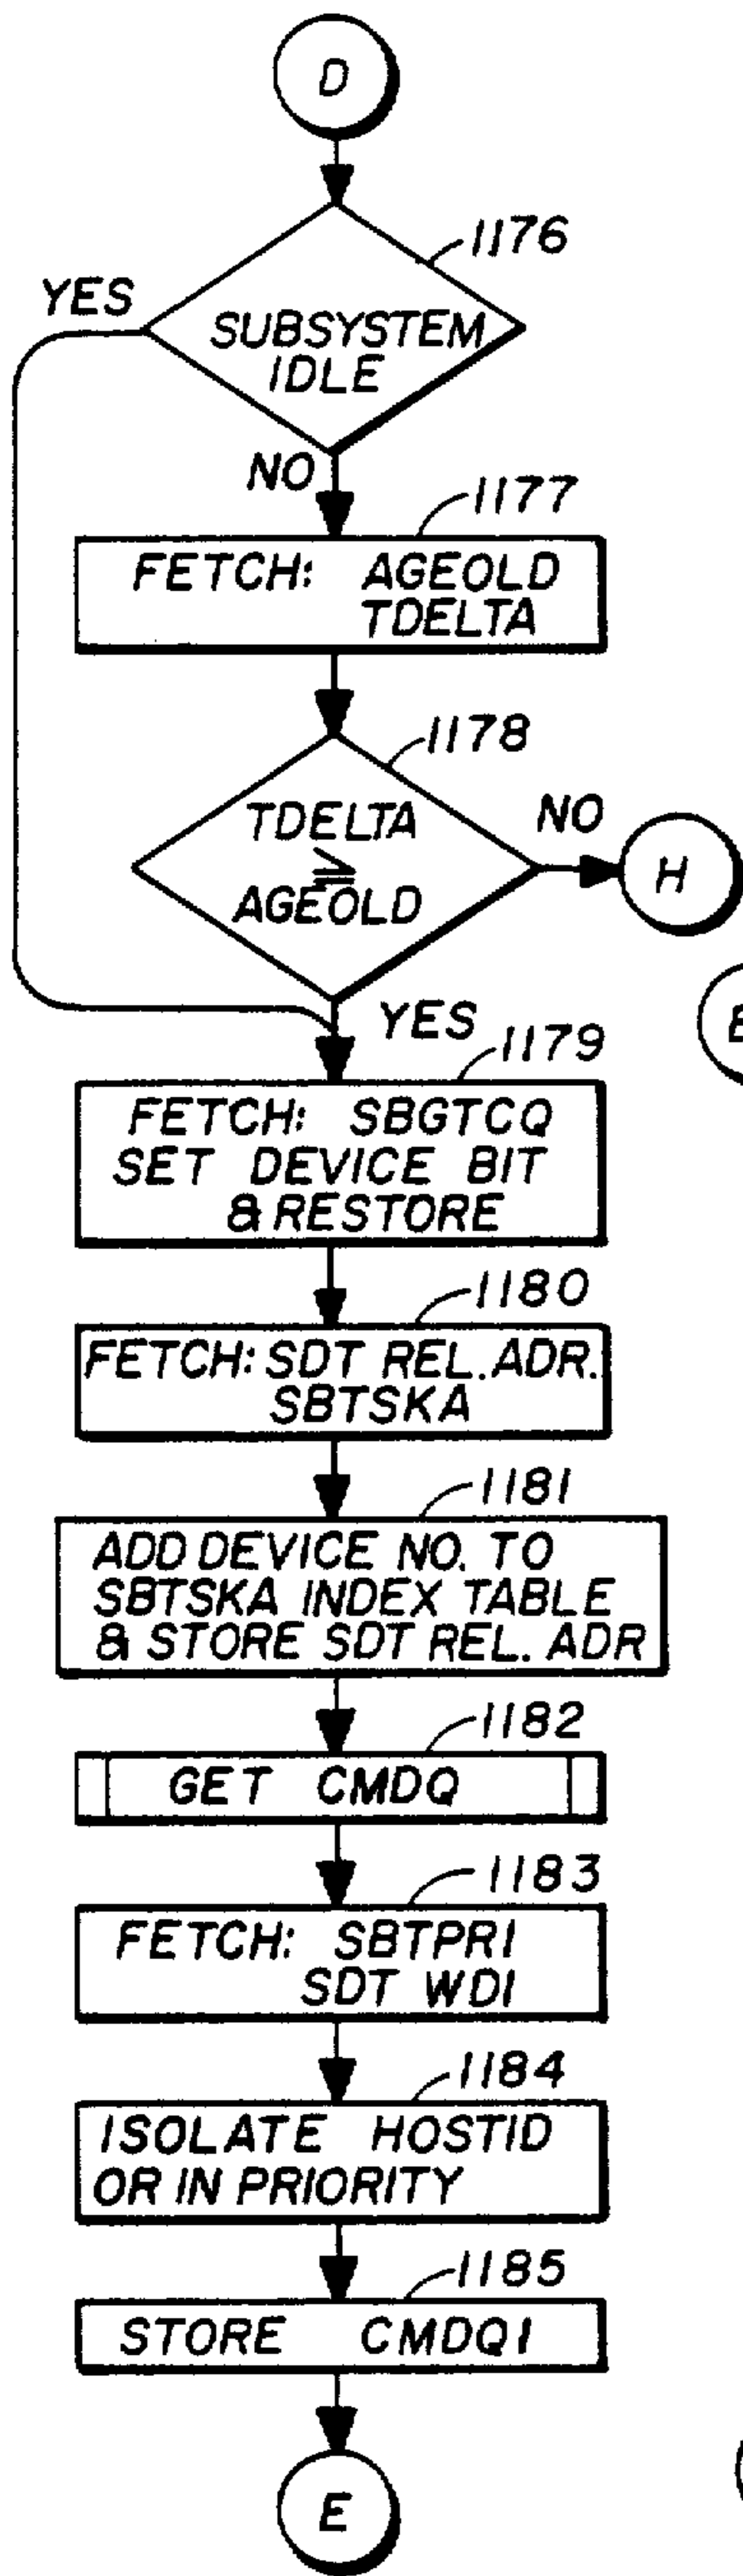 D
1176
YES
SUBSYSTEM
IDLE
NO
1177
FETCH: AGEOLD
TDELTA
1178
TDELTA
≥
AGEOLD
NO
H
YES
1179
FETCH: SBGTCQ
SET DEVICE BIT
& RESTORE
1180
FETCH: SDT REL. ADR.
SBTSKA
1181
ADD DEVICE NO. TO
SBTSKA INDEX TABLE
& STORE SDT REL. ADR
1182
GET CMDQ
1183
FETCH: SBTPRI
SDT WD1
1184
ISOLATE HOSTID
OR IN PRIORITY
1185
STORE CMDQ1
E